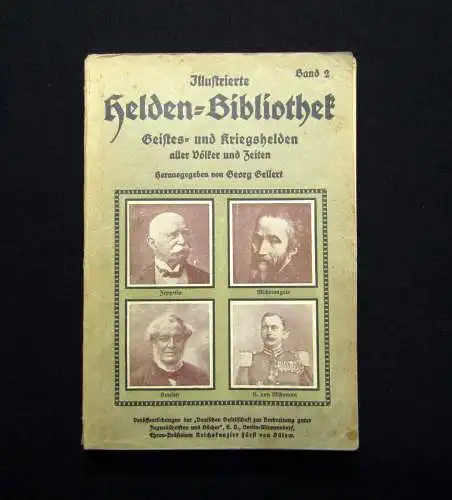 Illustrierte
Band 2
Helden-Bibliothek
Geistes- und Kriegshelden
aller Völker und Zeiten
Herausgegeben von Georg Gellert
Zeppelin
Michelangelo
H. von Wißmann
Veröffentlichungen der „Deutschen Gesellschaft zur Verbreitung guter
Jugendschriften und Bücher“, E. V., Berlin-Wilmersdorf,
Ehren-Präsidium Reichskanzler Fürst von Bülow.